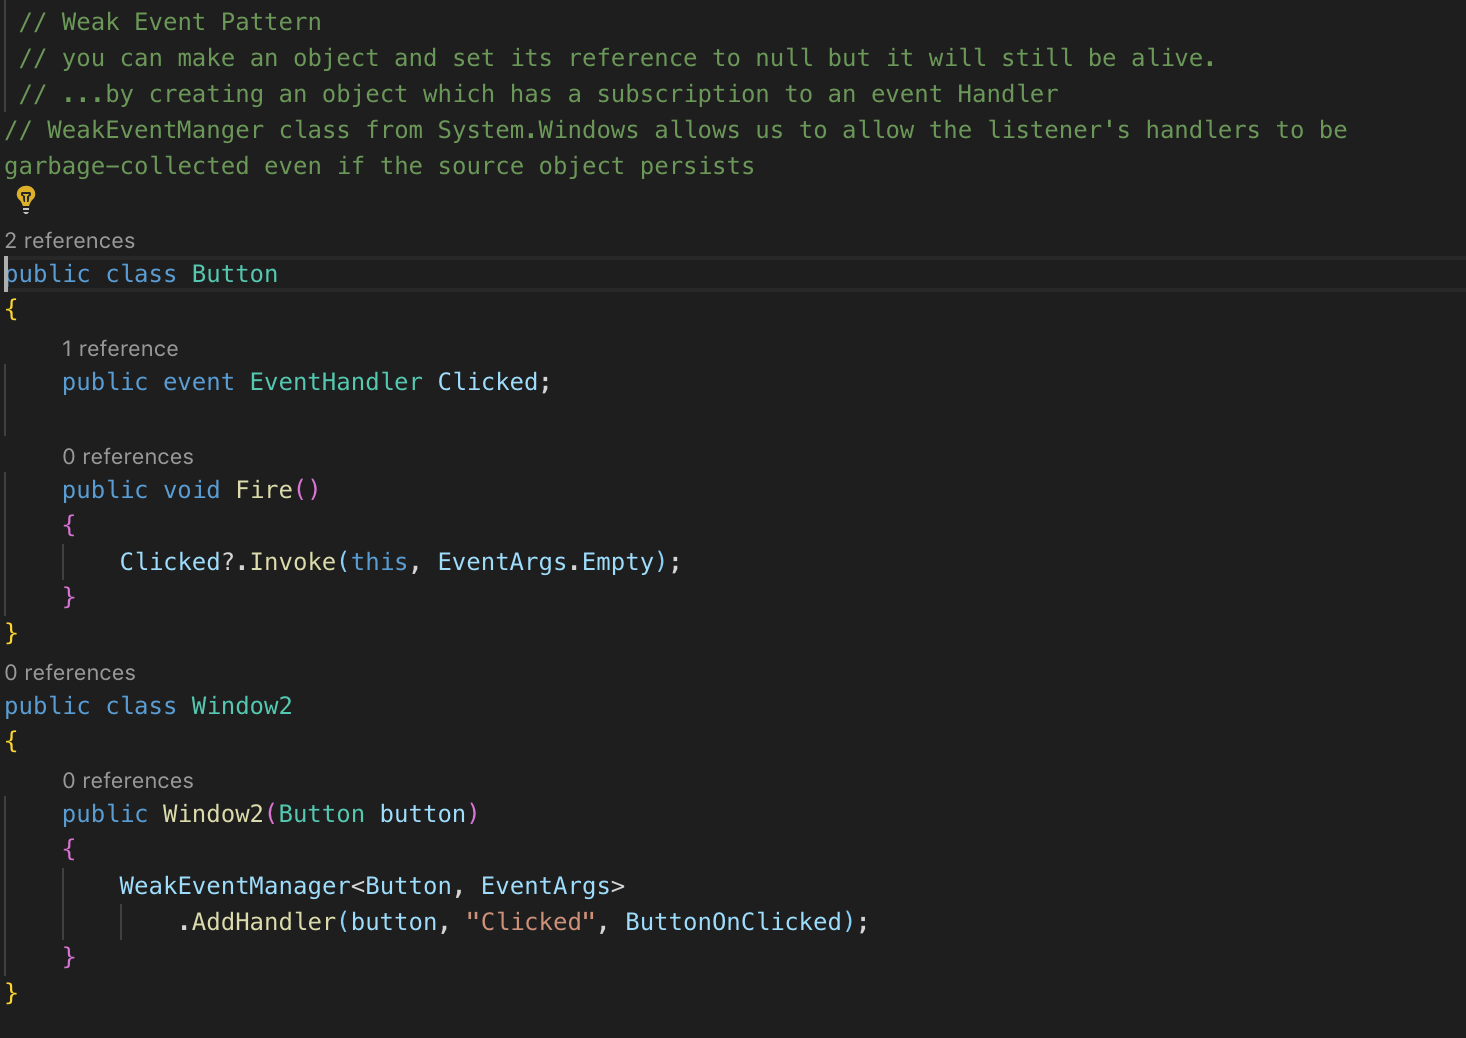 // Weak Event Pattern
// you can make an object and set its reference to null but it will still be alive.
// ...by creating an object which has a subscription to an event Handler
// WeakEventManger class from System.Windows allows us to allow the listener's handlers to be
garbage-collected even if the source object persists
2 references
public class Button
{
1 reference
public event EventHandler Clicked;
0 references
public void Fire()
{
Clicked?.Invoke(this, EventArgs.Empty);
}
}
0 references
public class Window2
{
0 references
public Window2(Button button)
{
WeakEventManager<Button, EventArgs>
.AddHandler(button, "Clicked", ButtonOnClicked);
}
}